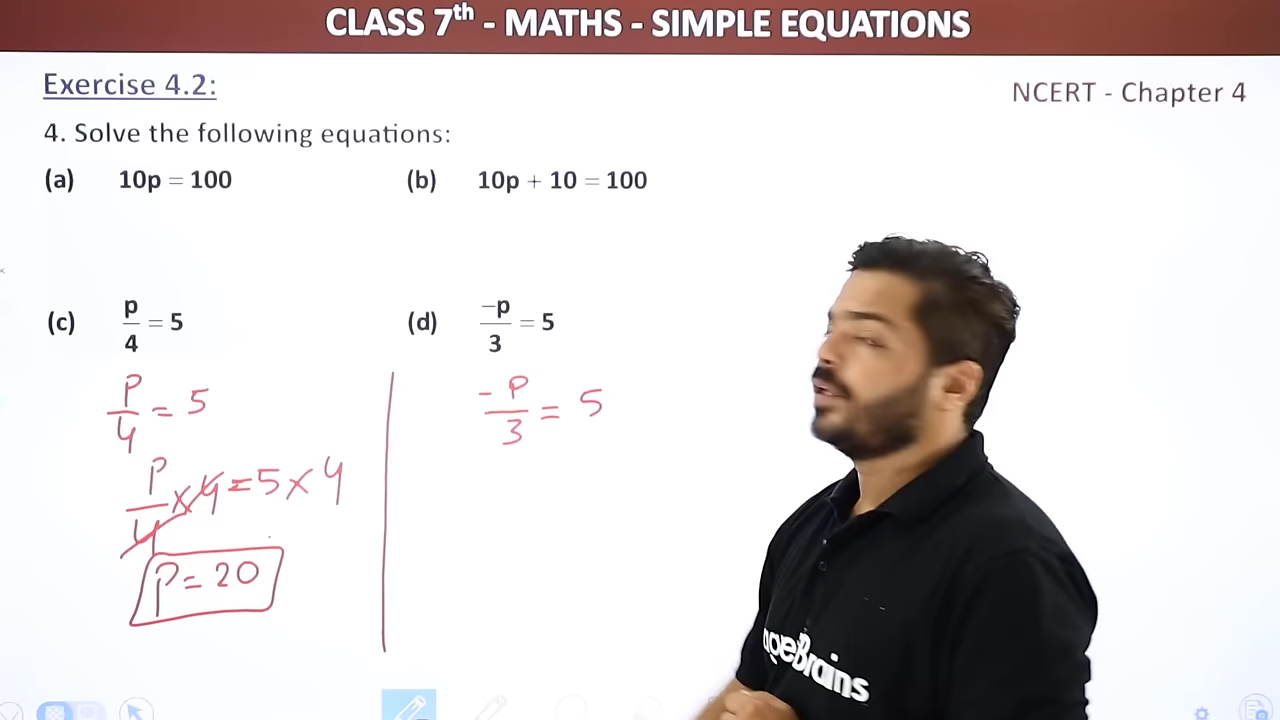 CLASS 7th - MATHS - SIMPLE EQUATIONS
Exercise 4.2:
NCERT - Chapter 4
4. Solve the following equations:
(a) 10p = 100
(b) 10p + 10 = 100
(c) p/4 = 5
(d) -p/3 = 5
P/4 = 5
-P/3 = 5
P/4 × 4 = 5 × 4
P = 20
geBrains